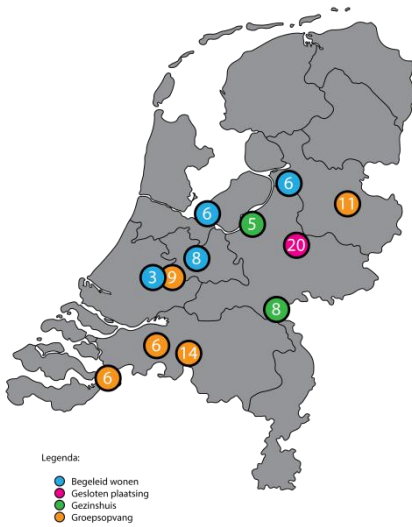 6
11
6
5
20
8
3 9
8
6
14
6
Legenda:
Begeleid wonen
Gesloten plaatsing
Gezinshuis
Groepsopvang